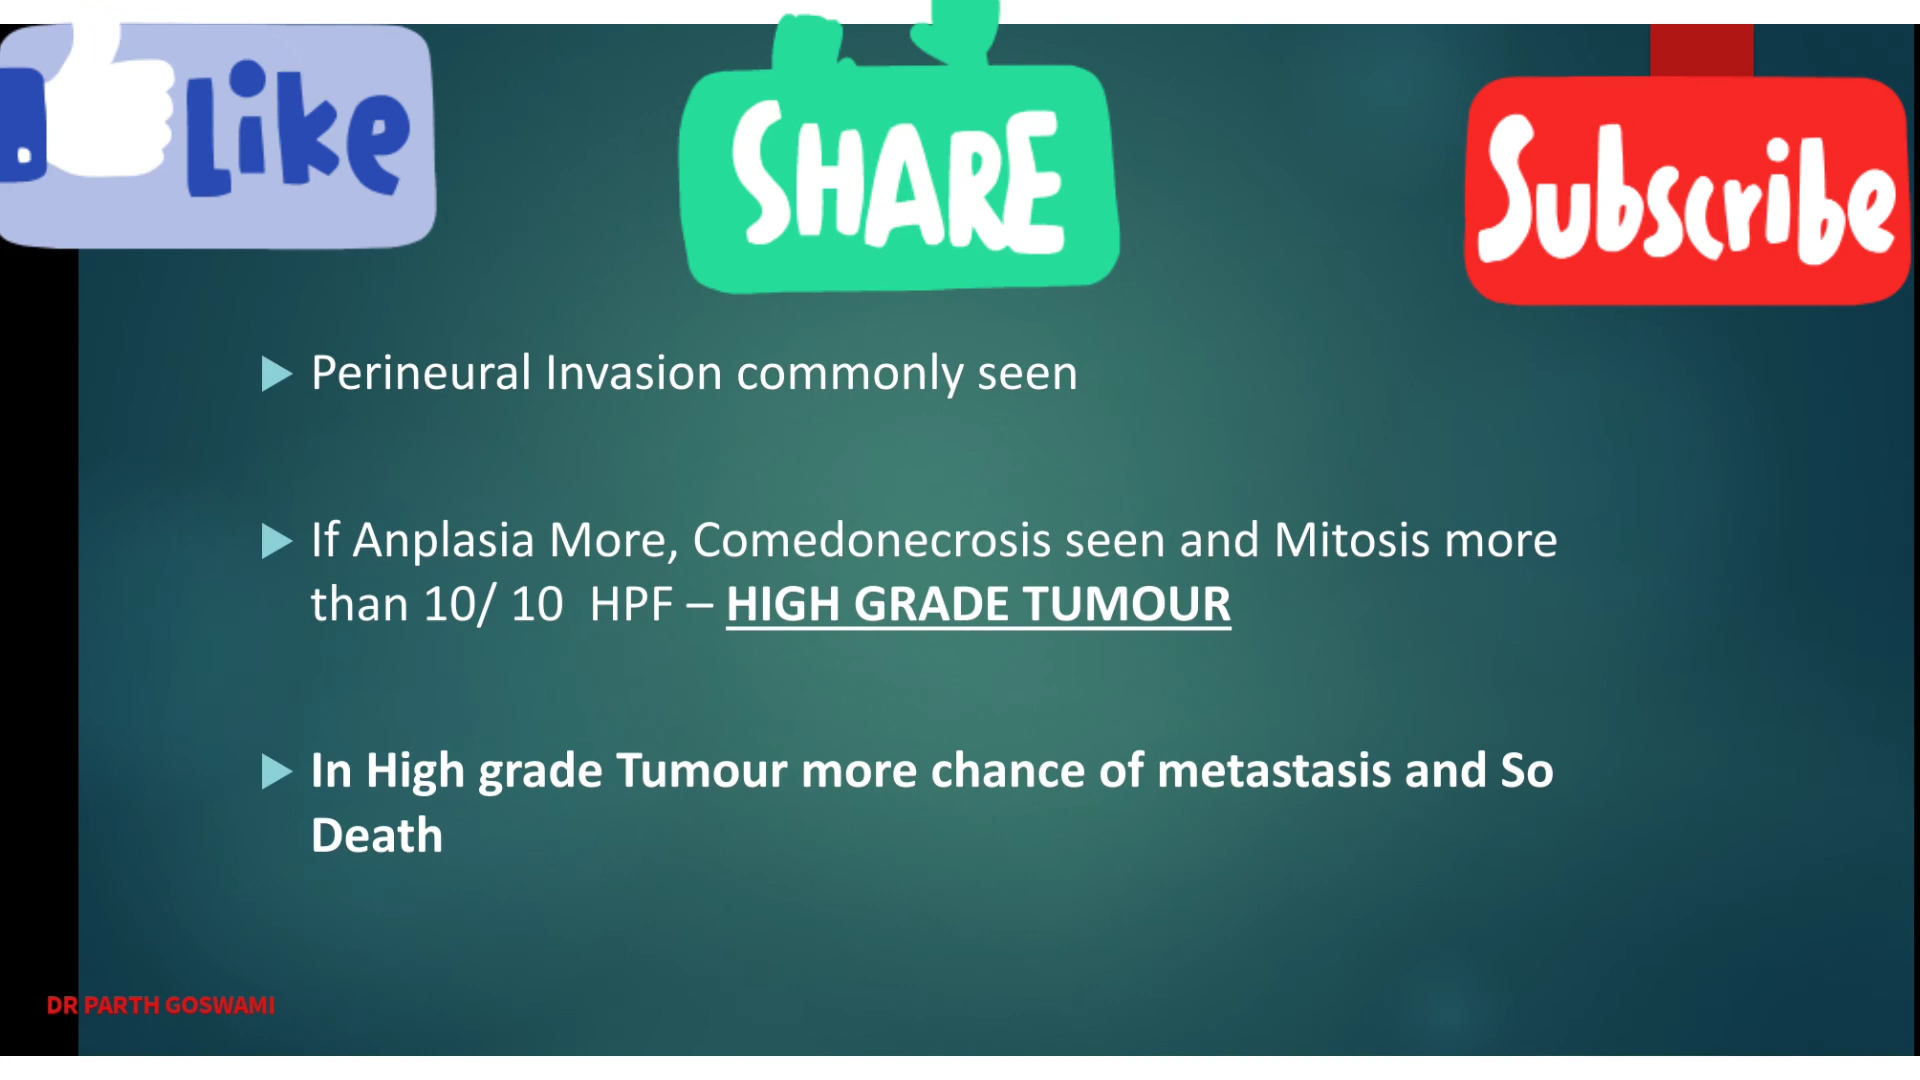 Like
SHARE
Subscribe
Perineural Invasion commonly seen
If Anplasia More, Comedonecrosis seen and Mitosis more
than 10/ 10 HPF – HIGH GRADE TUMOUR
In High grade Tumour more chance of metastasis and So
Death
DR PARTH GOSWAMI